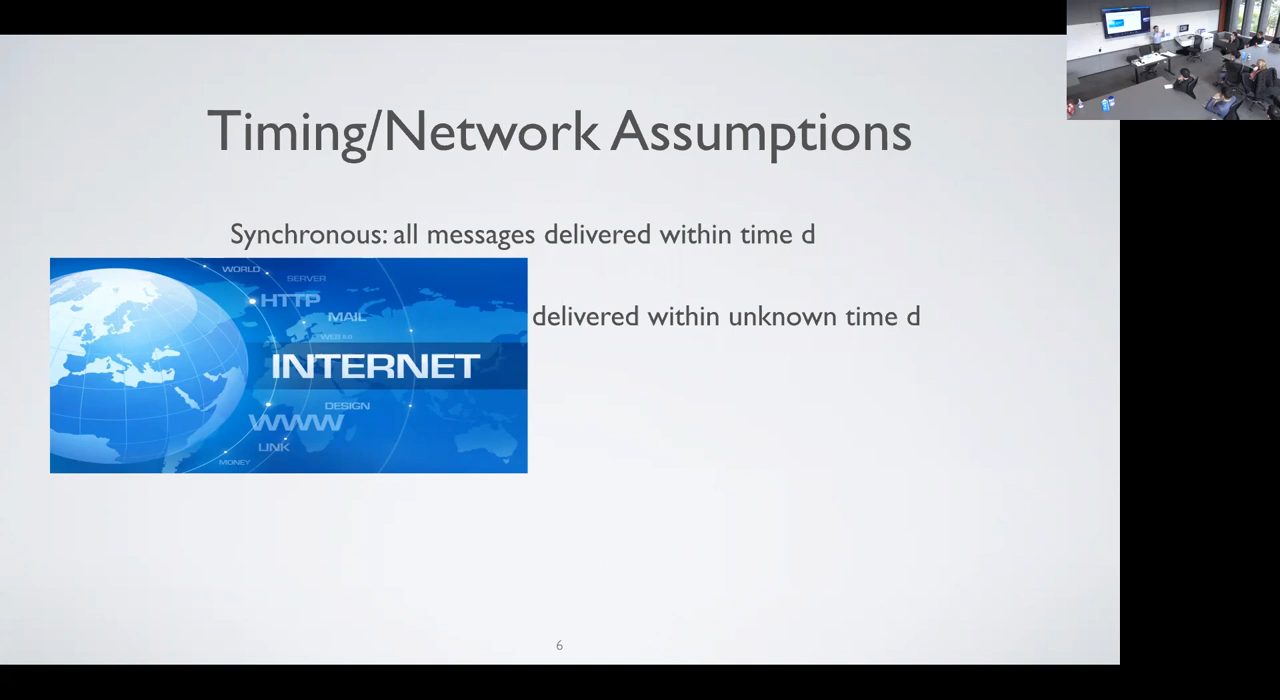 Timing/Network Assumptions
Synchronous: all messages delivered within time d
delivered within unknown time d
WORLD
SERVER
HTTP
MAIL
WEB
INTERNET
DESIGN
WWW
LINK
MONEY
6